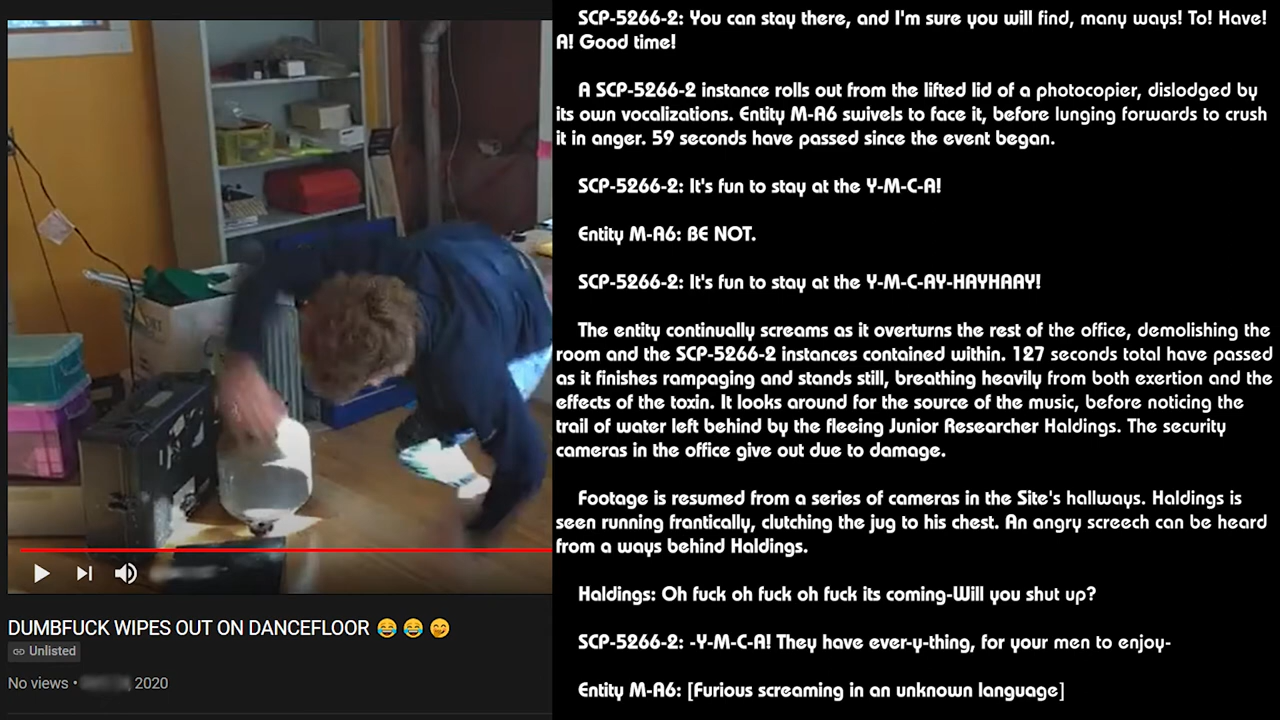 SCP-5266-2: You can stay there, and I'm sure you will find, many ways! To! Have!
A! Good time!
A SCP-5266-2 instance rolls out from the lifted lid of a photocopier, dislodged by
its own vocalizations. Entity M-A6 swivels to face it, before lunging forwards to crush
it in anger. 59 seconds have passed since the event began.
SCP-5266-2: It's fun to stay at the Y-M-C-A!
Entity M-A6: BE NOT.
SCP-5266-2: It's fun to stay at the Y-M-C-AY-HAYHAAY!
The entity continually screams as it overturns the rest of the office, demolishing the
room and the SCP-5266-2 instances contained within. 127 seconds total have passed
as it finishes rampaging and stands still, breathing heavily from both exertion and the
effects of the toxin. It looks around for the source of the music, before noticing the
trail of water left behind by the fleeing Junior Researcher Haldings. The security
cameras in the office give out due to damage.
Footage is resumed from a series of cameras in the Site's hallways. Haldings is
seen running frantically, clutching the jug to his chest. An angry screech can be heard
from a ways behind Haldings.
Haldings: Oh fuck oh fuck oh fuck its coming-Will you shut up?
SCP-5266-2: -Y-M-C-A! They have ever-y-thing, for your men to enjoy-
Entity M-A6: [Furious screaming in an unknown language]
DUMBFUCK WIPES OUT ON DANCEFLOOR 😂 😂 🤭
Unlisted
No views • , 2020